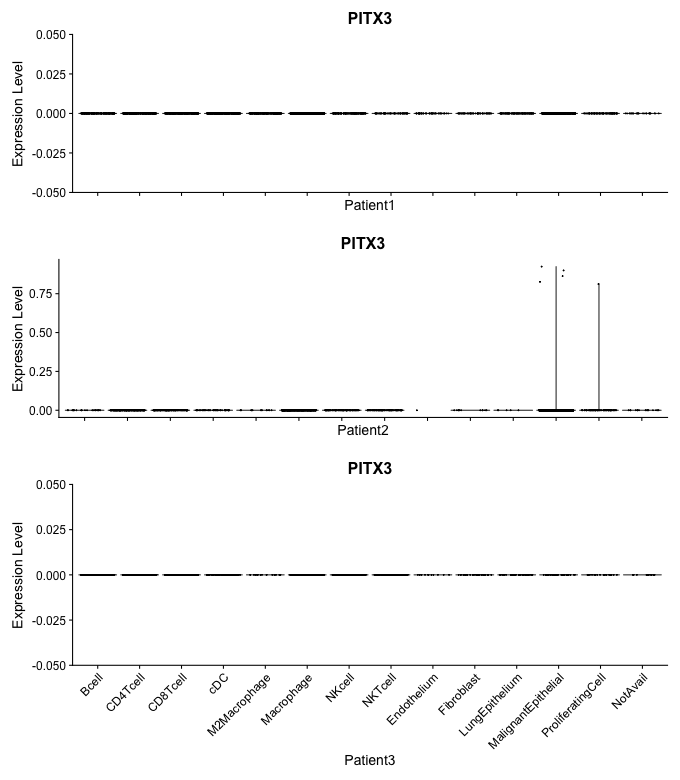 PITX3
Expression Level
0.050
0.025
0.000
-0.025
-0.050
Patient1
PITX3
Expression Level
0.75
0.50
0.25
0.00
Patient2
PITX3
Expression Level
0.050
0.025
0.000
-0.025
-0.050
Bcell
CD4Tcell
CD8Tcell
cDC
M2Macrophage
Macrophage
NKcell
NKTcell
Endothelium
Fibroblast
LungEpithelium
MalignantEpithelial
ProliferatingCell
NotAvail
Patient3